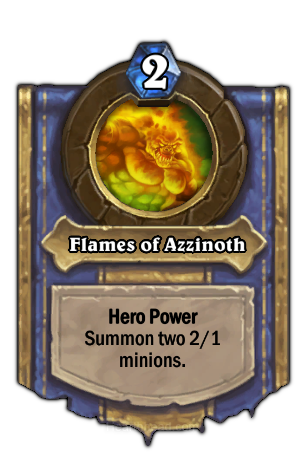 2
Flames of Azzinoth
Hero Power
Summon two 2/1
minions.